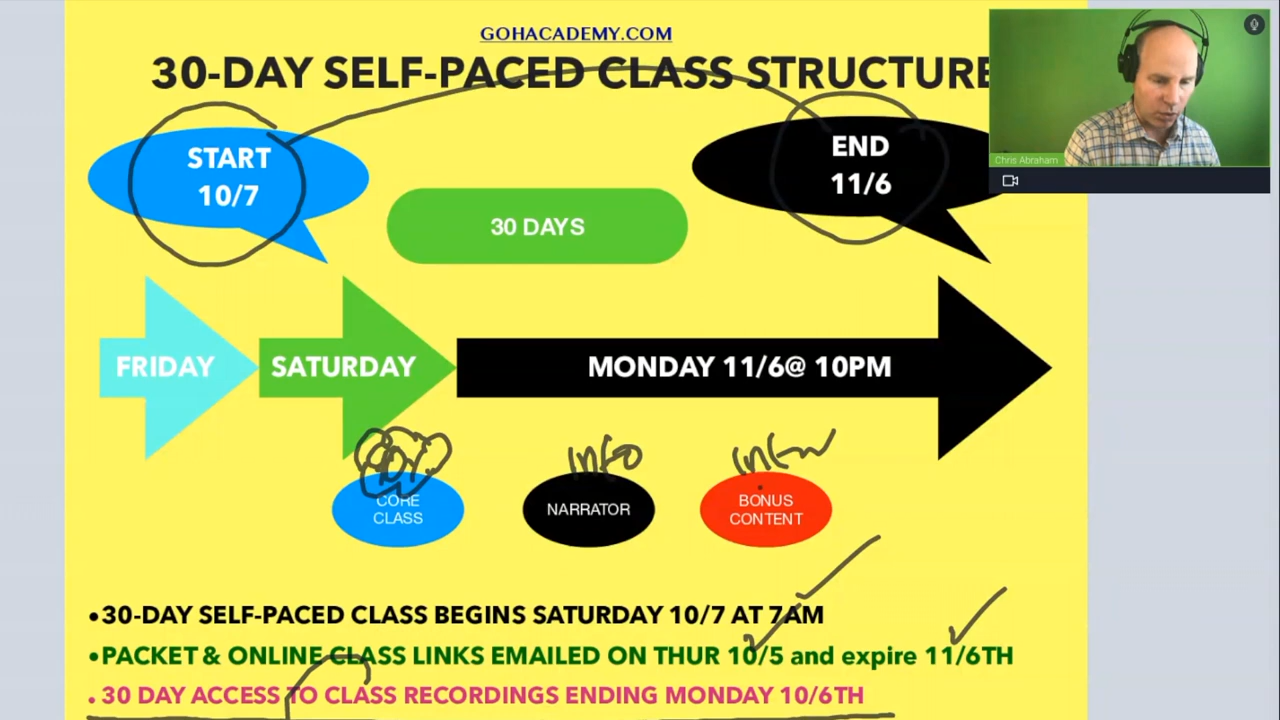 GOHACADEMY.COM
30-DAY SELF-PACED CLASS STRUCTURE
Chris Abraham
START
10/7
END
11/6
30 DAYS
FRIDAY
SATURDAY
MONDAY 11/6@ 10PM
Info
CORE
CLASS
NARRATOR
BONUS
CONTENT
•30-DAY SELF-PACED CLASS BEGINS SATURDAY 10/7 AT 7AM
•PACKET & ONLINE CLASS LINKS EMAILED ON THUR 10/5 and expire 11/6TH
• 30 DAY ACCESS TO CLASS RECORDINGS ENDING MONDAY 10/6TH